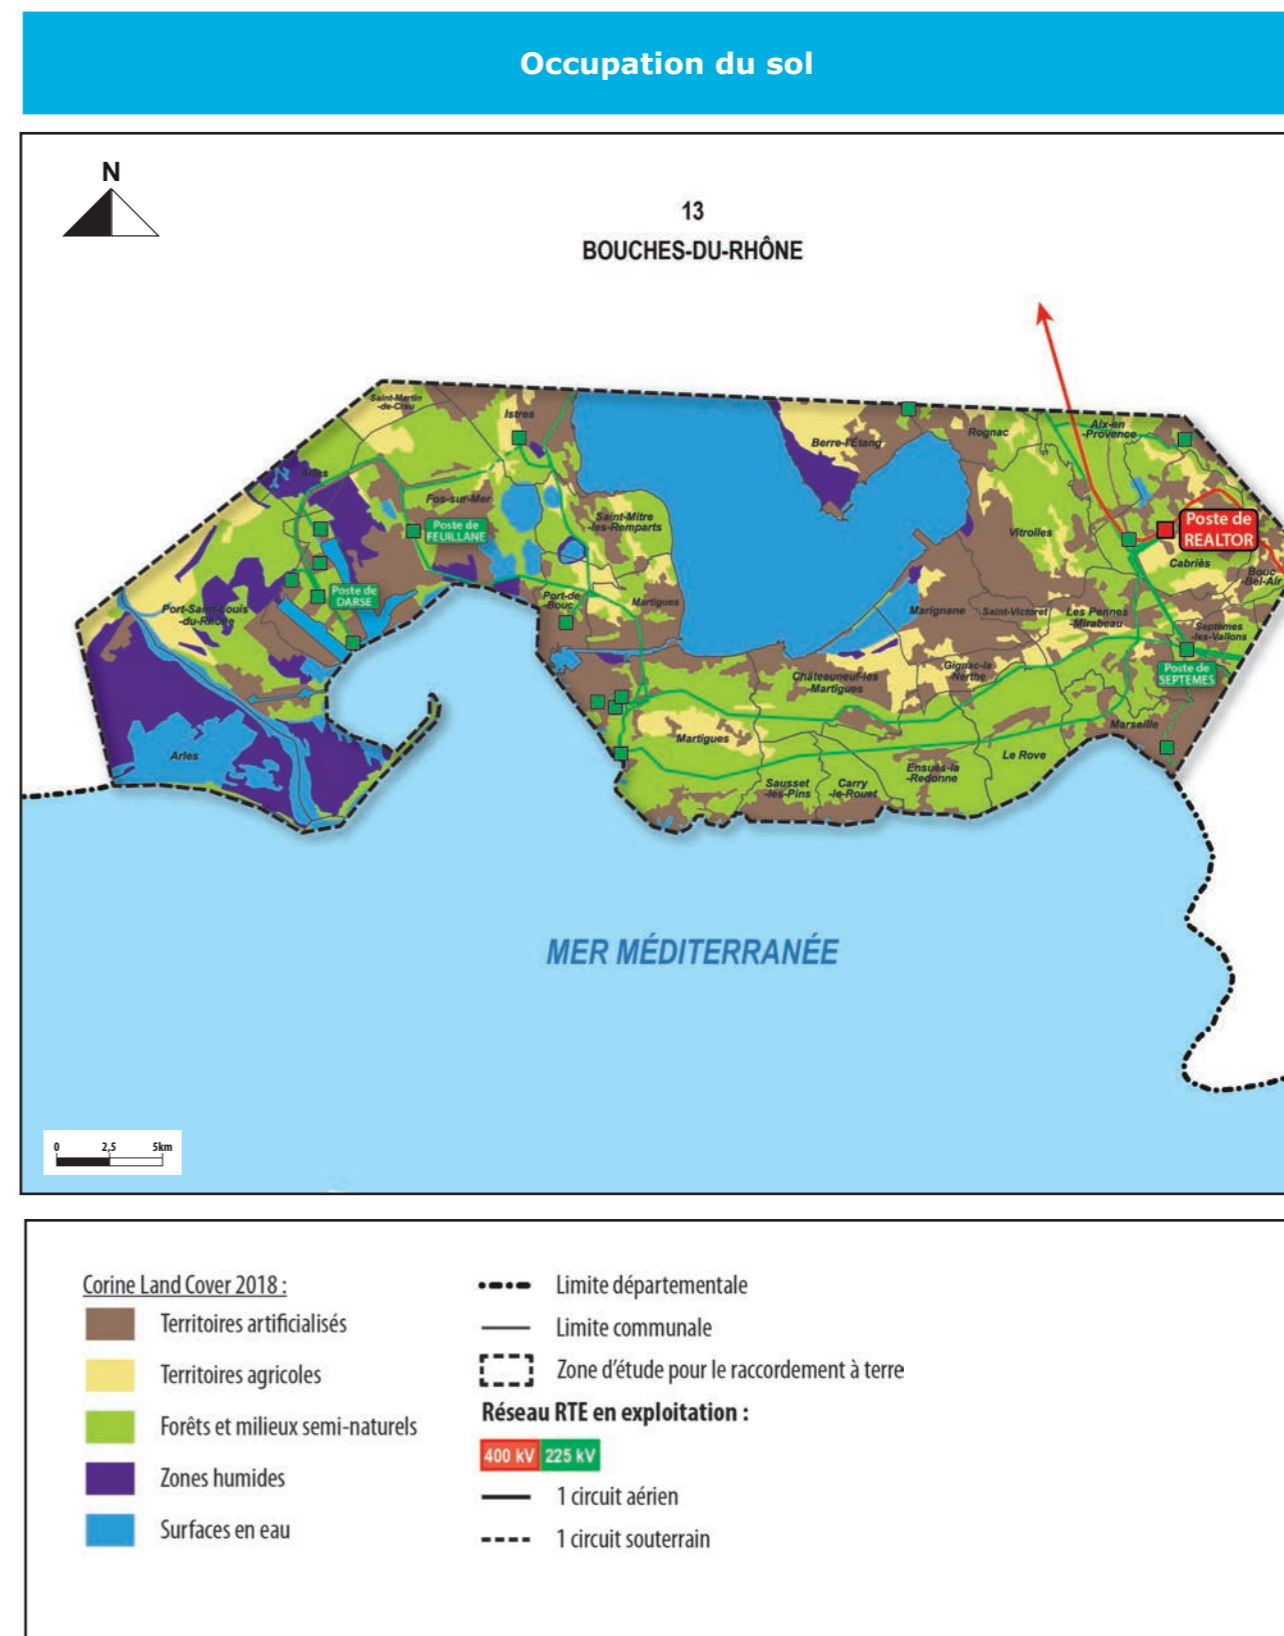 Occupation du sol
N
13
BOUCHES-DU-RHÔNE
Saint-Martin
-de-Crau
Istres
Berre-l'Étang
Rognac
Aix-en
-Provence
Arles
Fos-sur-Mer
Saint-Mitre
-les-Remparts
Vitrolles
Poste de
FEUILLANE
Poste de
REALTOR
Cabriès
Bouc-
-Bel-Air
Poste de
DARSE
Port-Saint-Louis
-du-Rhône
Port-de-
-Bouc
Martigues
Marignane
Saint-Victoret
Les Pennes
-Mirabeau
Septèmes
-les-Vallons
Châteauneuf-les
-Martigues
Gignac-la
-Nerthe
Poste de
SEPTEMES
Arles
Martigues
Marseille
Le Rove
Ensuès-la
-Redonne
Sausset
-les-Pins
Carry
-le-Rouet
MER MÉDITERRANÉE
0 2,5 5km
Corine Land Cover 2018 :
Territoires artificialisés
Territoires agricoles
Forêts et milieux semi-naturels
Zones humides
Surfaces en eau
Limite départementale
Limite communale
Zone d'étude pour le raccordement à terre
Réseau RTE en exploitation :
400 kV 225 kV
1 circuit aérien
1 circuit souterrain